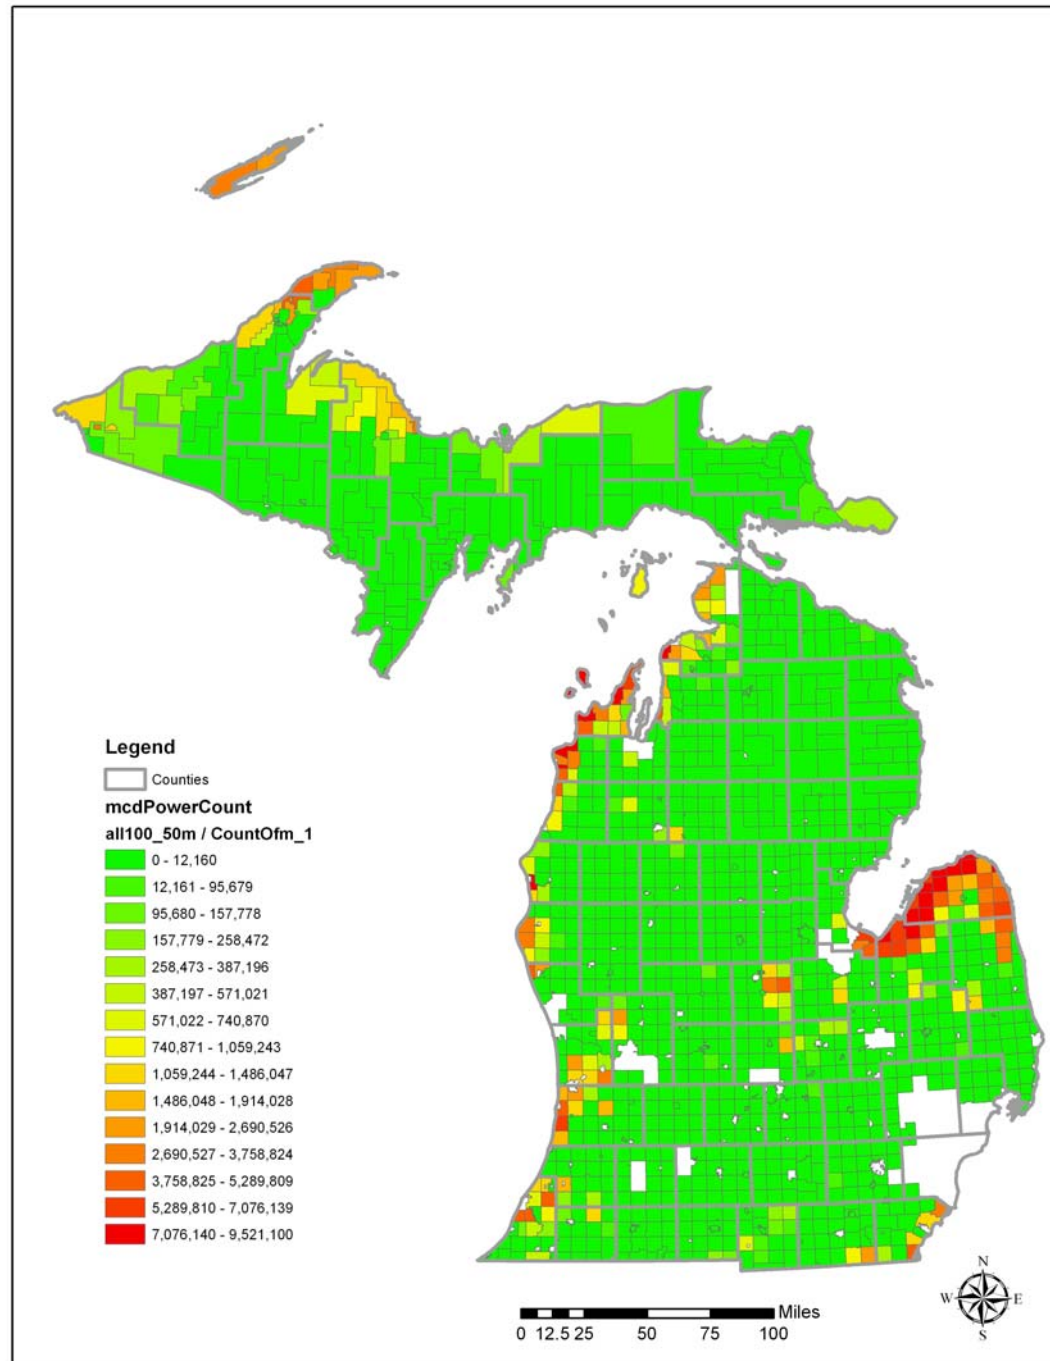 Legend
Counties
mcdPowerCount
all100_50m / CountOfm_1
0 - 12,160
12,161 - 95,679
95,680 - 157,778
157,779 - 258,472
258,473 - 387,196
387,197 - 571,021
571,022 - 740,870
740,871 - 1,059,243
1,059,244 - 1,486,047
1,486,048 - 1,914,028
1,914,029 - 2,690,526
2,690,527 - 3,758,824
3,758,825 - 5,289,809
5,289,810 - 7,076,139
7,076,140 - 9,521,100
N
W E
S
Miles
0 12.5 25 50 75 100